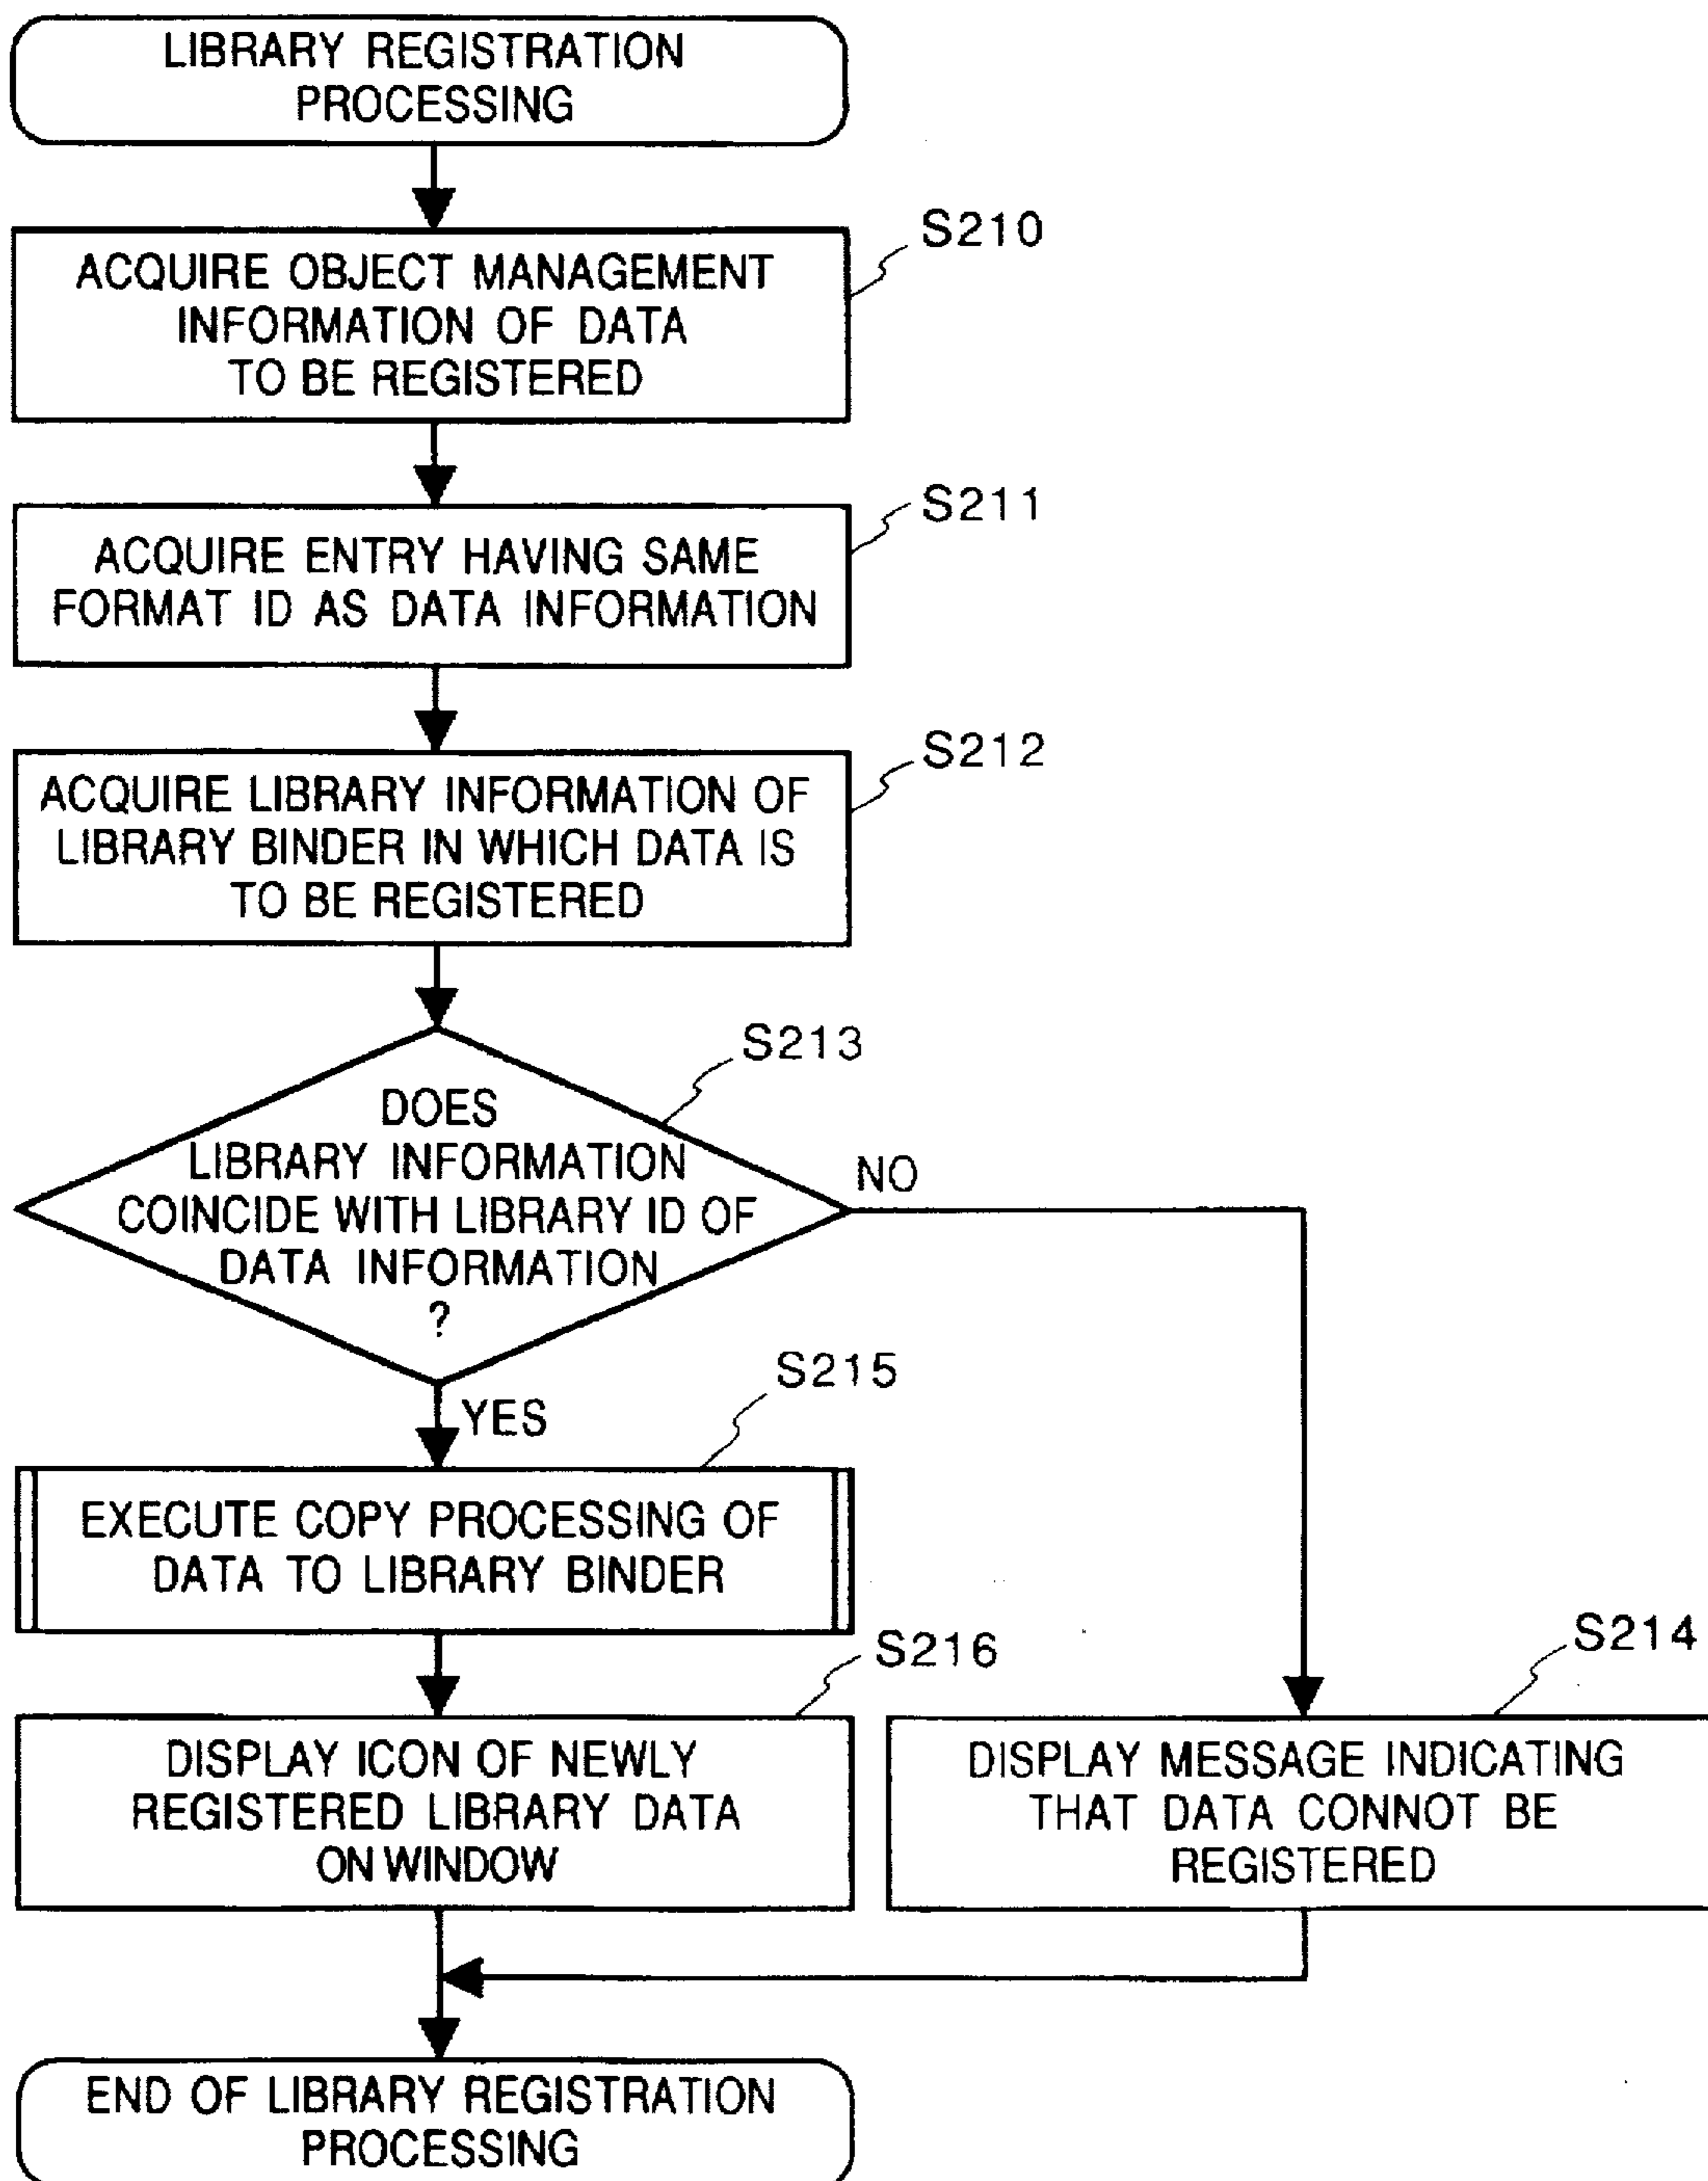 LIBRARY REGISTRATION
PROCESSING
S210
ACQUIRE OBJECT MANAGEMENT
INFORMATION OF DATA
TO BE REGISTERED
S211
ACQUIRE ENTRY HAVING SAME
FORMAT ID AS DATA INFORMATION
S212
ACQUIRE LIBRARY INFORMATION OF
LIBRARY BINDER IN WHICH DATA IS
TO BE REGISTERED
S213
DOES
LIBRARY INFORMATION
COINCIDE WITH LIBRARY ID OF
DATA INFORMATION
?
NO
YES
S215
EXECUTE COPY PROCESSING OF
DATA TO LIBRARY BINDER
S216
DISPLAY ICON OF NEWLY
REGISTERED LIBRARY DATA
ON WINDOW
S214
DISPLAY MESSAGE INDICATING
THAT DATA CONNOT BE
REGISTERED
END OF LIBRARY REGISTRATION
PROCESSING